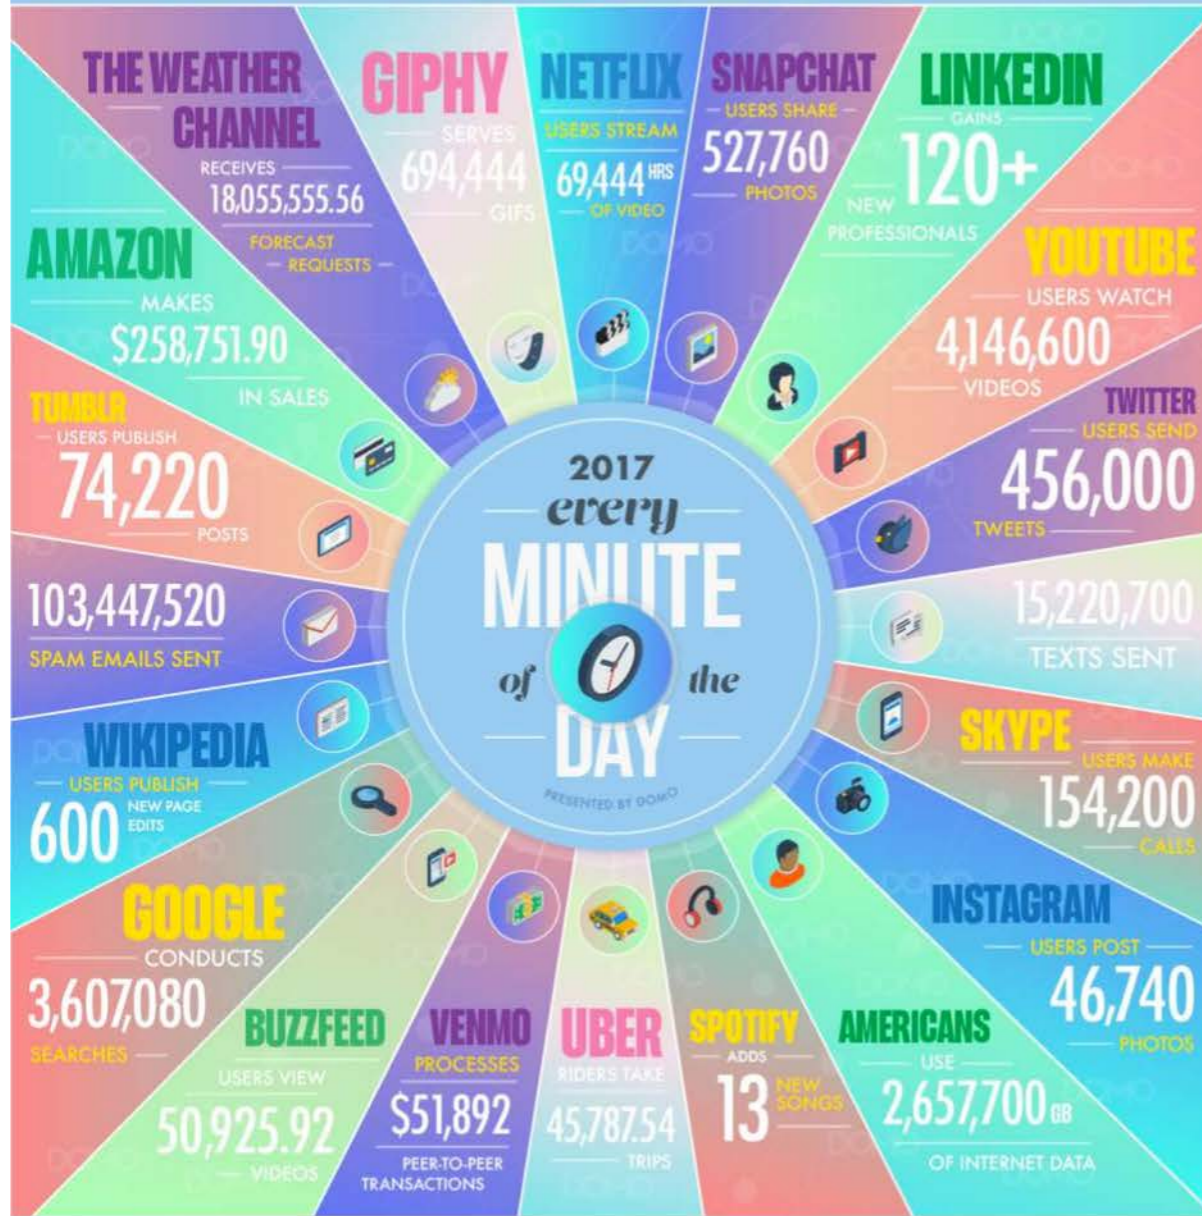 THE WEATHER
CHANNEL
RECEIVES
18,055,555.56
FORECAST
REQUESTS
GIPHY
SERVES
694,444
GIFS
NETFLIX
USERS STREAM
69,444 HRS
OF VIDEO
SNAPCHAT
USERS SHARE
527,760
PHOTOS
LINKEDIN
GAINS
120+
NEW
PROFESSIONALS
YOUTUBE
USERS WATCH
4,146,600
VIDEOS
TWITTER
USERS SEND
456,000
TWEETS
15,220,700
TEXTS SENT
SKYPE
USERS MAKE
154,200
CALLS
INSTAGRAM
USERS POST
46,740
PHOTOS
AMERICANS
USE
2,657,700 GB
OF INTERNET DATA
SPOTIFY
ADDS
13 NEW
SONGS
UBER
RIDERS TAKE
45,787.54
TRIPS
VENMO
PROCESSES
$51,892
PEER-TO-PEER
TRANSACTIONS
BUZZFEED
USERS VIEW
50,925.92
VIDEOS
GOOGLE
CONDUCTS
3,607,080
SEARCHES
WIKIPEDIA
USERS PUBLISH
600 NEW PAGE
EDITS
103,447,520
SPAM EMAILS SENT
TUMBLR
USERS PUBLISH
74,220
POSTS
AMAZON
MAKES
$258,751.90
IN SALES
2017
every
MINUTE
of the
DAY
PRESENTED BY DOMO